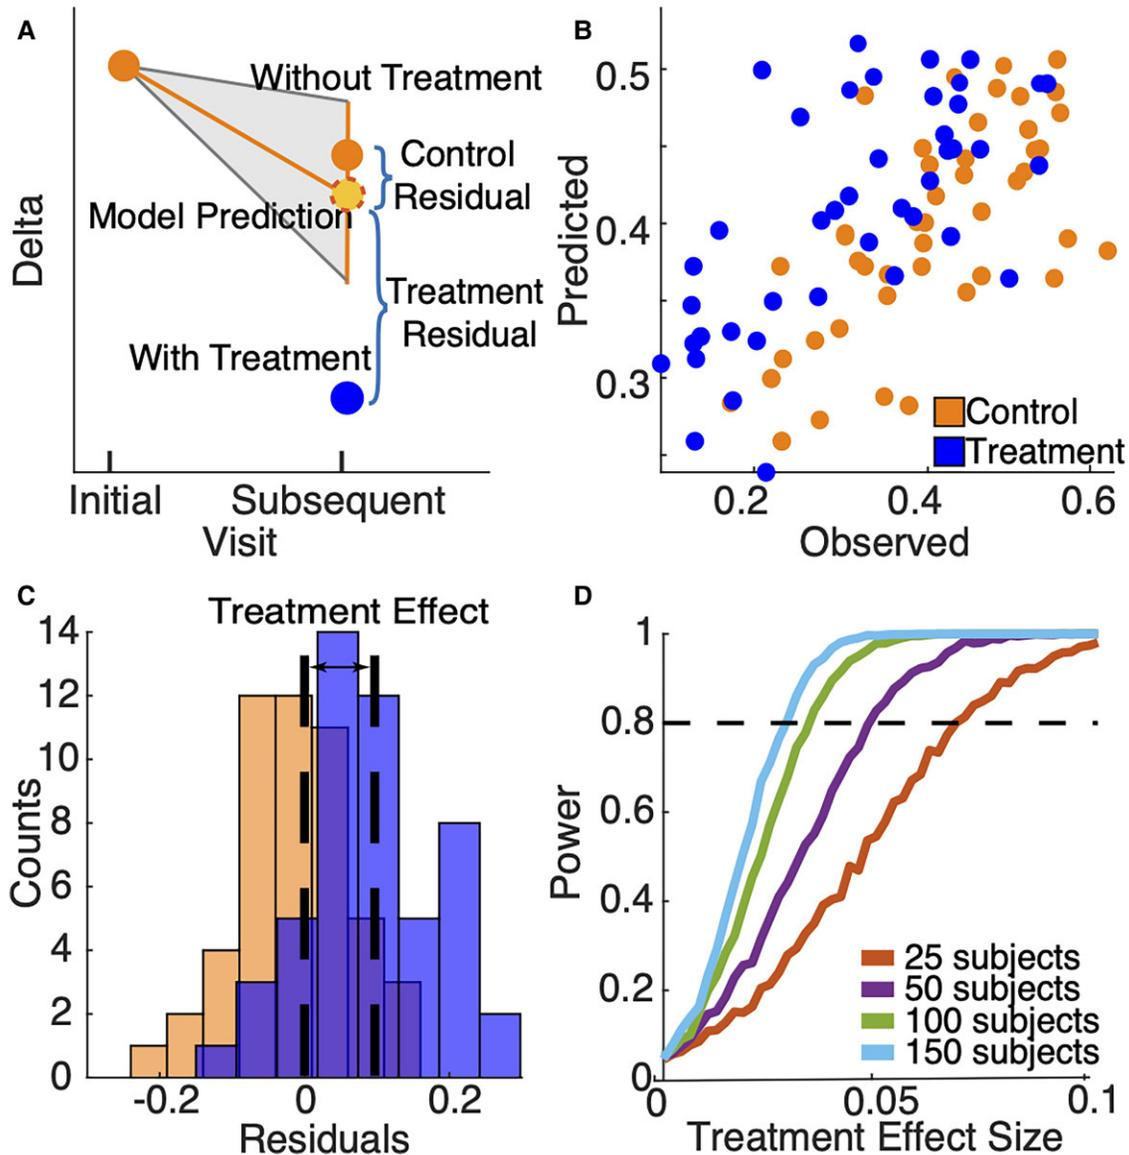 A
Without Treatment
Control
Residual
Model Prediction
Treatment
Residual
With Treatment
Delta
Initial
Subsequent
Visit
B
0.5
0.4
0.3
Predicted
Control
Treatment
0.2
0.4
0.6
Observed
C
Treatment Effect
14
12
10
8
6
4
2
0
Counts
-0.2
0
0.2
Residuals
D
1
0.8
0.6
0.4
0.2
0
Power
25 subjects
50 subjects
100 subjects
150 subjects
0
0.05
0.1
Treatment Effect Size